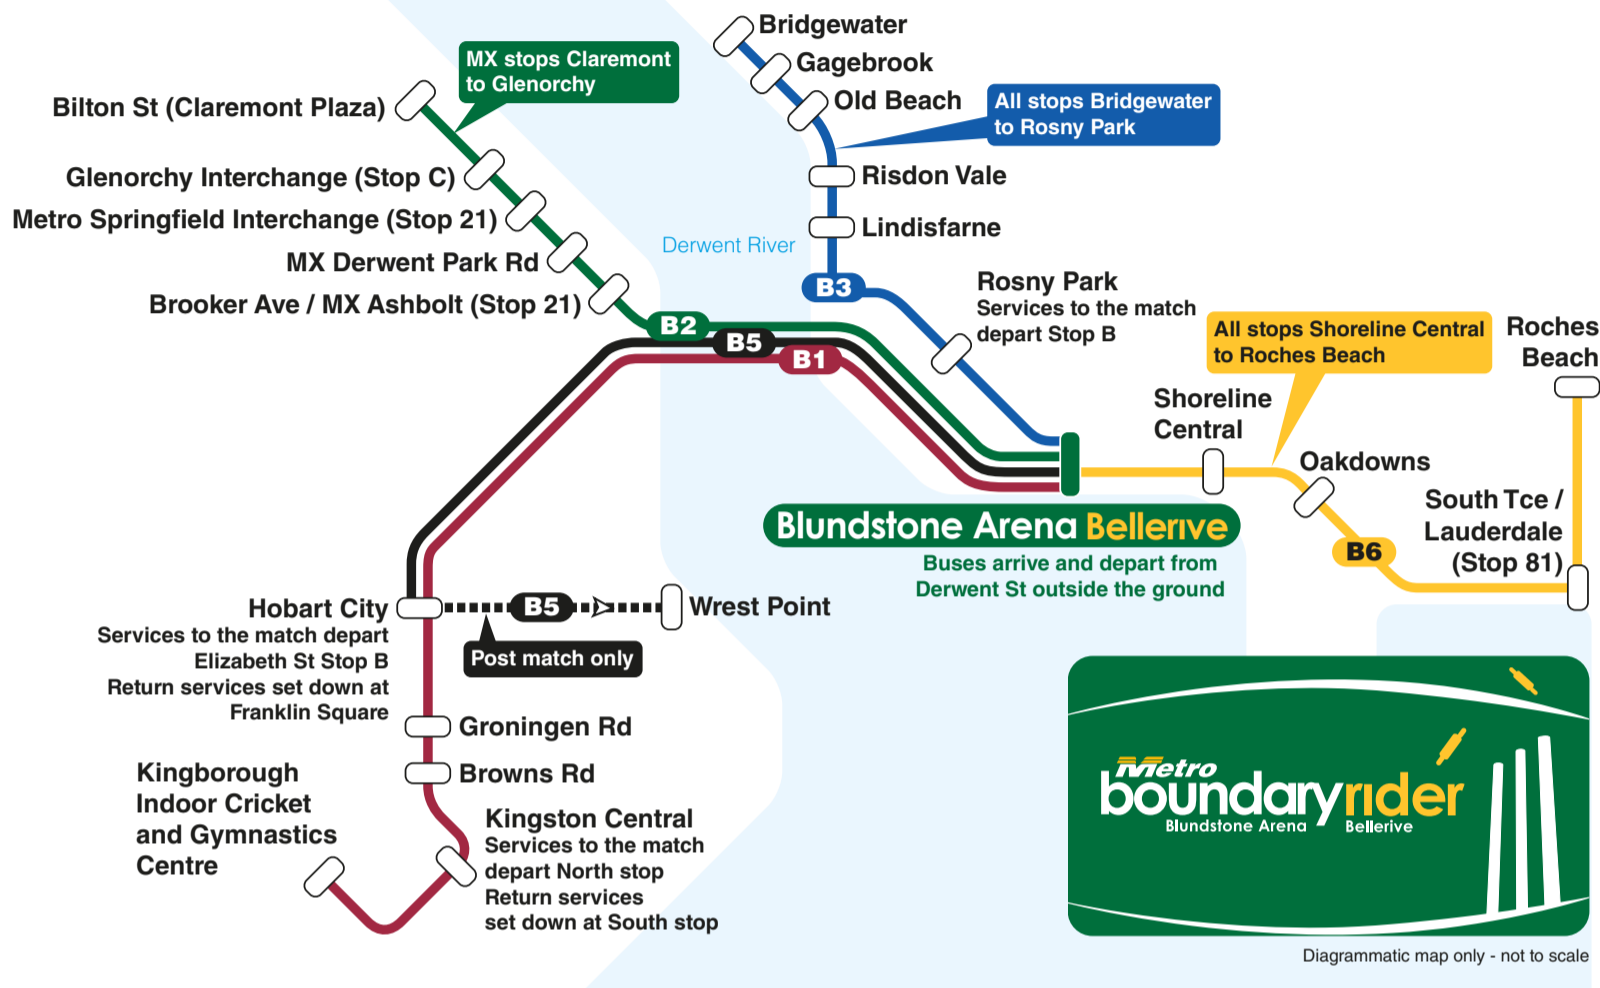 Bridgewater
Gagebrook
Old Beach
MX stops Claremont
to Glenorchy
All stops Bridgewater
to Rosny Park
Bilton St (Claremont Plaza)
Glenorchy Interchange (Stop C)
Metro Springfield Interchange (Stop 21)
MX Derwent Park Rd
Brooker Ave / MX Ashbolt (Stop 21)
Risdon Vale
Lindisfarne
Derwent River
B3
Rosny Park
Services to the match
depart Stop B
B2
B5
B1
All stops Shoreline Central
to Roches Beach
Roches
Beach
Shoreline
Central
Oakdowns
South Tce /
Lauderdale
(Stop 81)
B6
Blundstone Arena Bellerive
Buses arrive and depart from
Derwent St outside the ground
Hobart City
Services to the match depart
Elizabeth St Stop B
Return services set down at
Franklin Square
B5
Wrest Point
Post match only
Groningen Rd
Browns Rd
Kingborough
Indoor Cricket
and Gymnastics
Centre
Kingston Central
Services to the match
depart North stop
Return services
set down at South stop
Metro
boundaryrider
Blundstone Arena Bellerive
Diagrammatic map only - not to scale